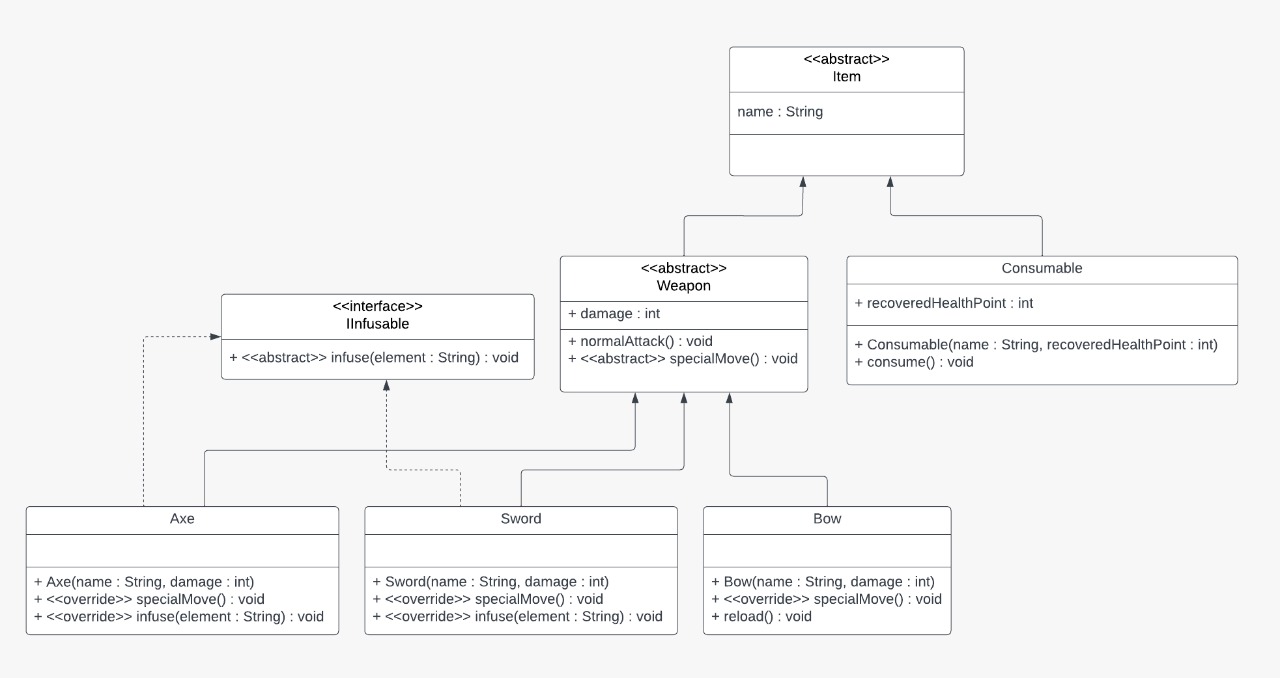 <<abstract>>
Item
name : String
<<abstract>>
Weapon
+ damage : int
+ normalAttack() : void
+ <<abstract>> specialMove() : void
Consumable
+ recoveredHealthPoint : int
+ Consumable(name : String, recoveredHealthPoint : int)
+ consume() : void
<<interface>>
IInfusable
+ <<abstract>> infuse(element : String) : void
Axe
+ Axe(name : String, damage : int)
+ <<override>> specialMove() : void
+ <<override>> infuse(element : String) : void
Sword
+ Sword(name : String, damage : int)
+ <<override>> specialMove() : void
+ <<override>> infuse(element : String) : void
Bow
+ Bow(name : String, damage : int)
+ <<override>> specialMove() : void
+ reload() : void